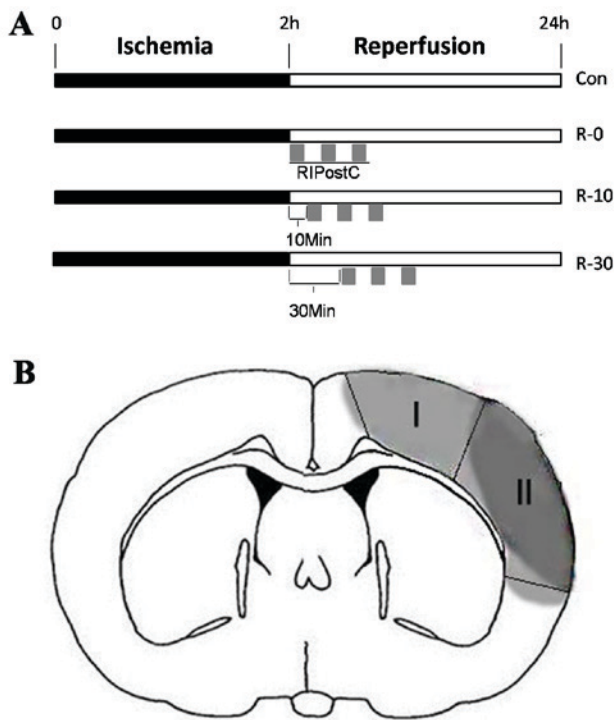 A
0 2h 24h
Ischemia Reperfusion
Con
R-0
RIPostC
R-10
10Min
R-30
30Min
B
I
II